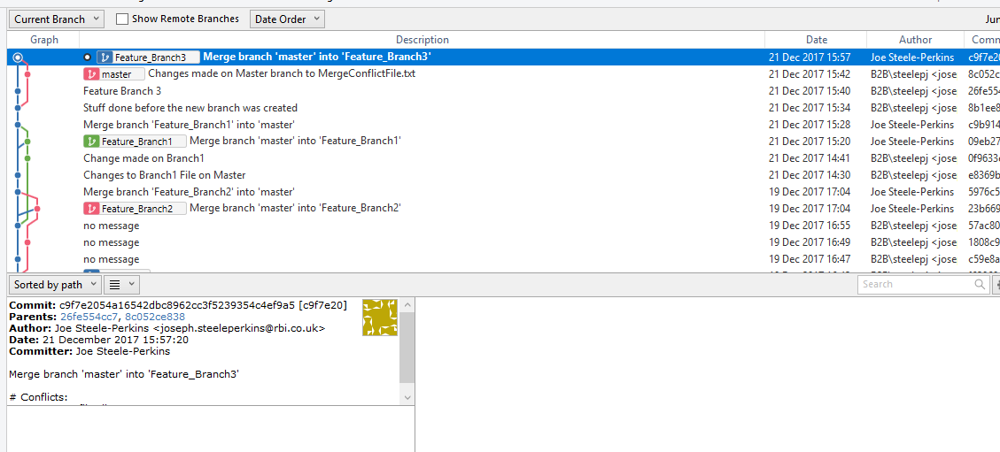 Current Branch Show Remote Branches Date Order Jun
Graph Description Date Author Comm
Feature_Branch3 Merge branch 'master' into 'Feature_Branch3' 21 Dec 2017 15:57 Joe Steele-Perkins c9f7e20
master Changes made on Master branch to MergeConflictFile.txt 21 Dec 2017 15:42 B2B\steelepj <jose 8c052c
Feature Branch 3 21 Dec 2017 15:40 B2B\steelepj <jose 26fe554
Stuff done before the new branch was created 21 Dec 2017 15:34 B2B\steelepj <jose 8b1ee8
Merge branch 'Feature_Branch1' into 'master' 21 Dec 2017 15:28 Joe Steele-Perkins c9b914
Feature_Branch1 Merge branch 'master' into 'Feature_Branch1' 21 Dec 2017 15:20 Joe Steele-Perkins 09eb27
Change made on Branch1 21 Dec 2017 14:41 B2B\steelepj <jose 0f9633
Changes to Branch1 File on Master 21 Dec 2017 14:30 B2B\steelepj <jose e8369b
Merge branch 'Feature_Branch2' into 'master' 19 Dec 2017 17:04 Joe Steele-Perkins 5976c5
Feature_Branch2 Merge branch 'master' into 'Feature_Branch2' 19 Dec 2017 17:04 Joe Steele-Perkins 23b669
no message 19 Dec 2017 16:55 B2B\steelepj <jose 57ac80
no message 19 Dec 2017 16:49 B2B\steelepj <jose 1808c9
no message 19 Dec 2017 16:47 B2B\steelepj <jose c59e8a
Sorted by path Search
Commit: c9f7e2054a16542dbc8962cc3f5239354c4ef9a5 [c9f7e20]
Parents: 26fe554cc7, 8c052ce838
Author: Joe Steele-Perkins <joseph.steeleperkins@rbi.co.uk>
Date: 21 December 2017 15:57:20
Committer: Joe Steele-Perkins
Merge branch 'master' into 'Feature_Branch3'
# Conflicts: